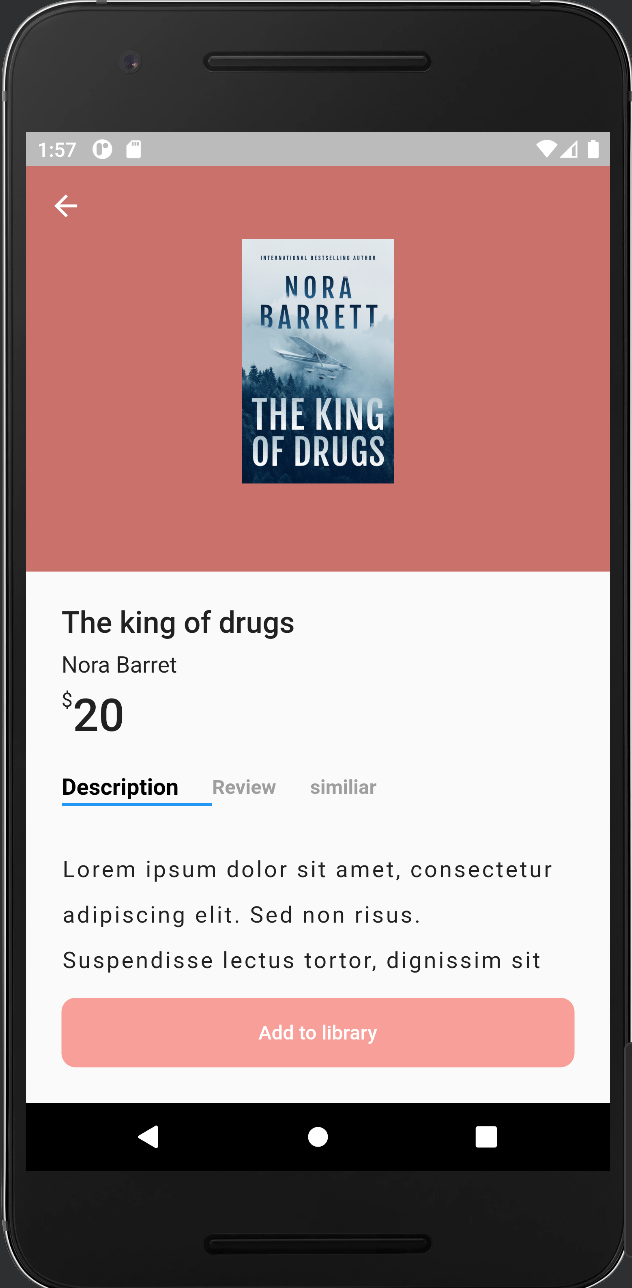 1:57
INTERNATIONAL BESTSELLING AUTHOR
NORA
BARRETT
THE KING
OF DRUGS
The king of drugs
Nora Barret
$20
Description Review similiar
Lorem ipsum dolor sit amet, consectetur
adipiscing elit. Sed non risus.
Suspendisse lectus tortor, dignissim sit
Add to library